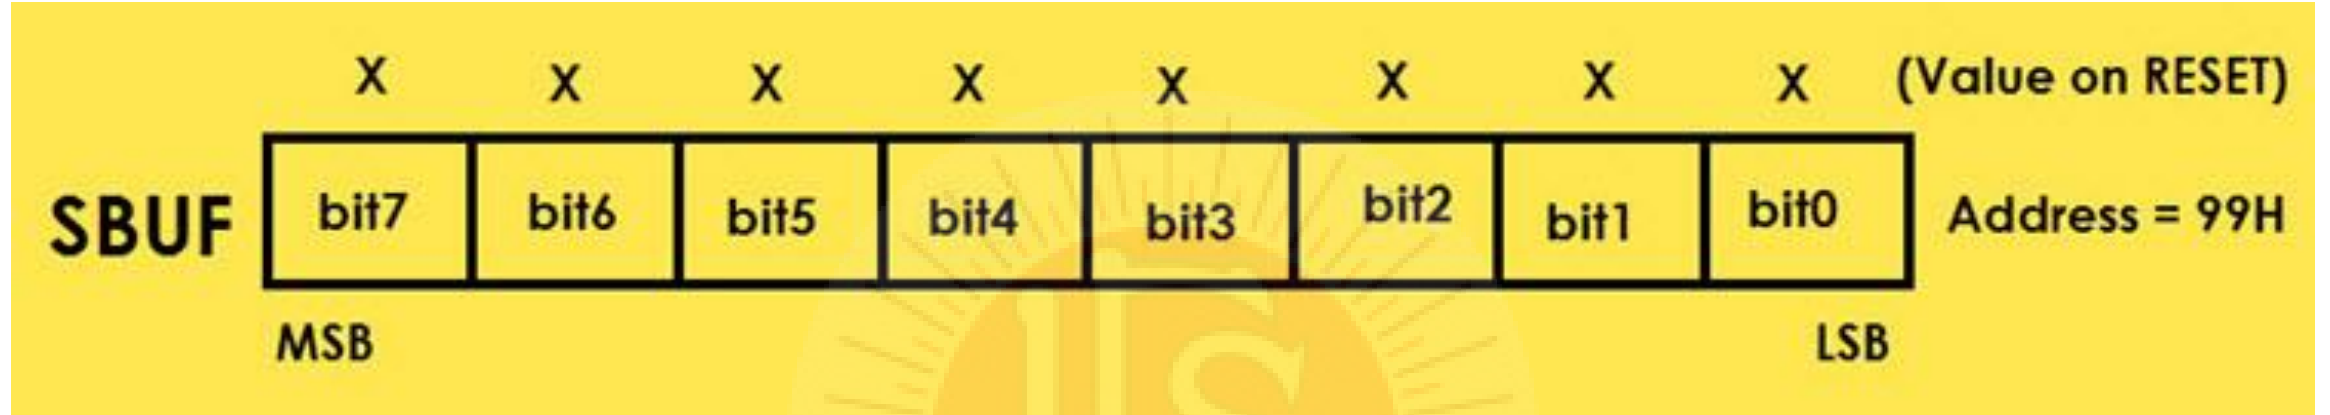 X X X X X X X X (Value on RESET)
SBUF bit7 bit6 bit5 bit4 bit3 bit2 bit1 bit0 Address = 99H
MSB LSB